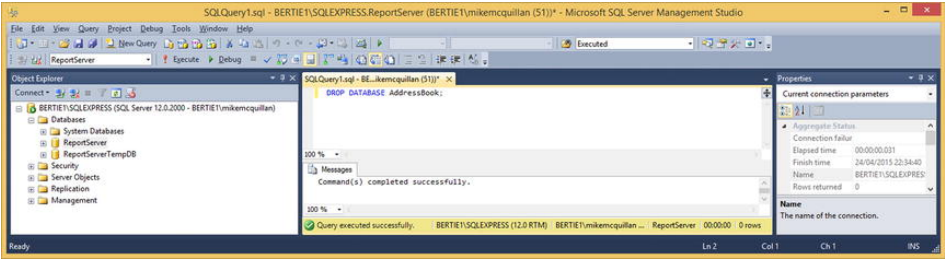 SQLQuery1.sql - BERTIE1\SQLEXPRESS.ReportServer (BERTIE1\mikemcquillan (51))* - Microsoft SQL Server Management Studio
File Edit View Query Project Debug Tools Window Help
New Query
Executed
ReportServer
Execute Debug
Object Explorer
Connect
BERTIE1\SQLEXPRESS (SQL Server 12.0.2000 - BERTIE1\mikemcquillan)
Databases
System Databases
ReportServer
ReportServerTempDB
Security
Server Objects
Replication
Management
SQLQuery1.sql - BE...ikemcquillan (51))*
DROP DATABASE AddressBook;
100 %
Messages
Command(s) completed successfully.
100 %
Query executed successfully. BERTIE1\SQLEXPRESS (12.0 RTM) BERTIE1\mikemcquillan ... ReportServer 00:00:00 0 rows
Properties
Current connection parameters
Aggregate Status
Connection failur
Elapsed time 00:00:00.031
Finish time 24/04/2015 22:34:40
Name BERTIE1\SQLEXPRES
Rows returned 0
Name
The name of the connection.
Ready Ln 2 Col 1 Ch 1 INS